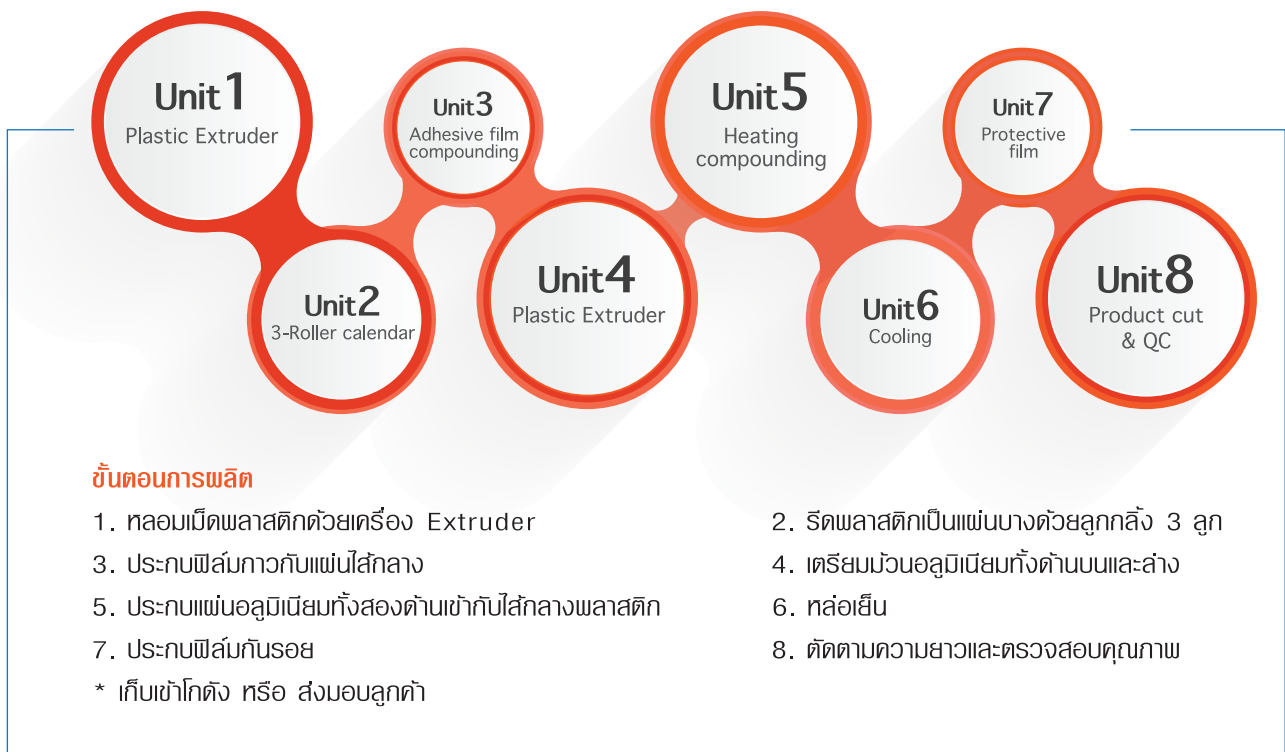 Unit1
Plastic Extruder
Unit2
3-Roller calendar
Unit3
Adhesive film
compounding
Unit4
Plastic Extruder
Unit5
Heating
compounding
Unit6
Cooling
Unit7
Protective
film
Unit8
Product cut
& QC
ขั้นตอนการผลิต
1. หลอมเม็ดพลาสติกด้วยเครื่อง Extruder
2. รีดพลาสติกเป็นแผ่นบางด้วยลูกกลิ้ง 3 ลูก
3. ประกบฟิล์มกาวกับแผ่นไส้กลาง
4. เตรียมม้วนอลูมิเนียมทั้งด้านบนและล่าง
5. ประกบแผ่นอลูมิเนียมทั้งสองด้านเข้ากับไส้กลางพลาสติก
6. หล่อเย็น
7. ประกบฟิล์มกันรอย
8. ตัดตามความยาวและตรวจสอบคุณภาพ
* เก็บเข้าโกดัง หรือ ส่งมอบลูกค้า